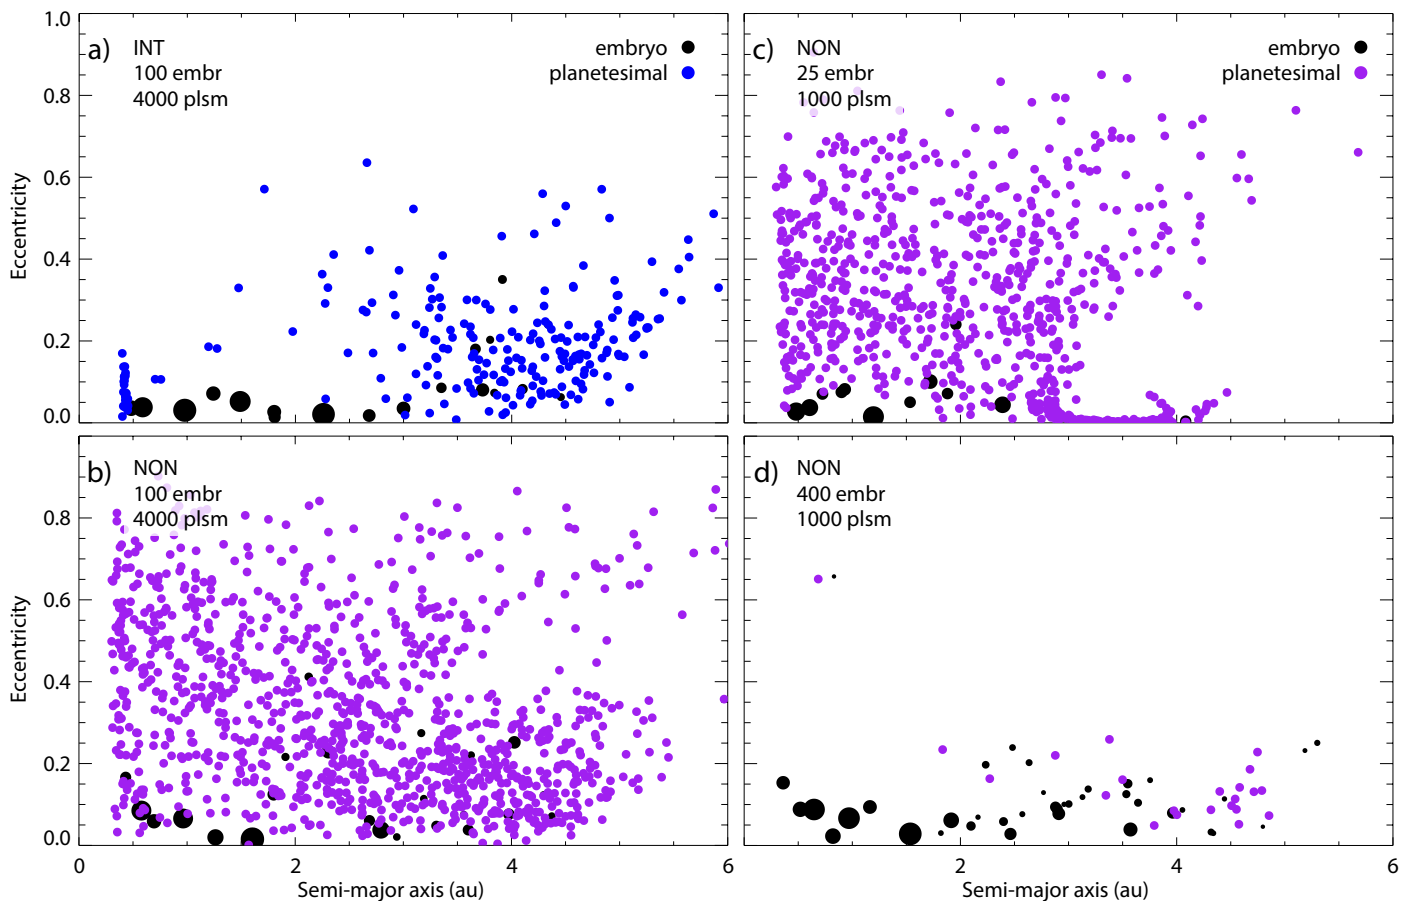 a)
INT
100 embr
4000 plsm
embryo
planetesimal
1.0
0.8
0.6
0.4
0.2
0.0
Eccentricity
c)
NON
25 embr
1000 plsm
embryo
planetesimal
b)
NON
100 embr
4000 plsm
0.8
0.6
0.4
0.2
0.0
Eccentricity
0
2
4
6
Semi-major axis (au)
d)
NON
400 embr
1000 plsm
2
4
6
Semi-major axis (au)